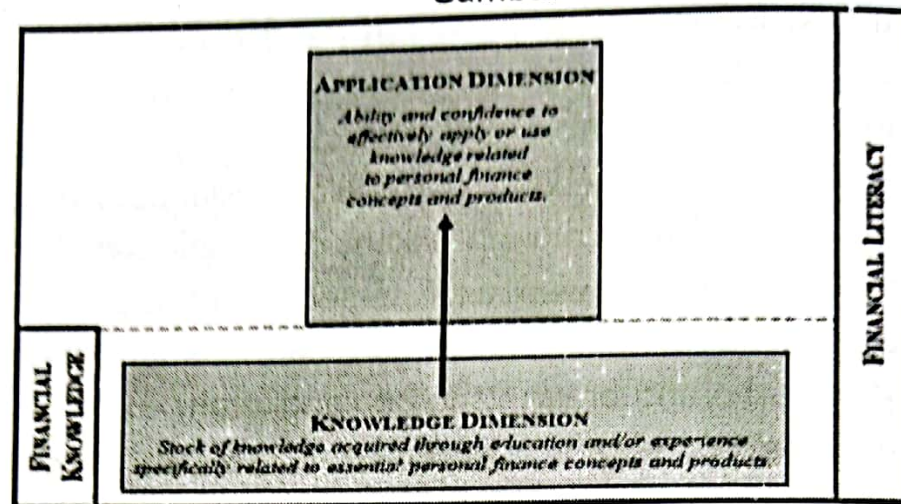 APPLICATION DIMENSION
Ability and confidence to
effectively apply or use
knowledge related
to personal finance
concepts and products.
FINANCIAL LITERACY
FINANCIAL
KNOWLEDGE
KNOWLEDGE DIMENSION
Stock of knowledge acquired through education and/or experience
specifically related to essential personal finance concepts and products.